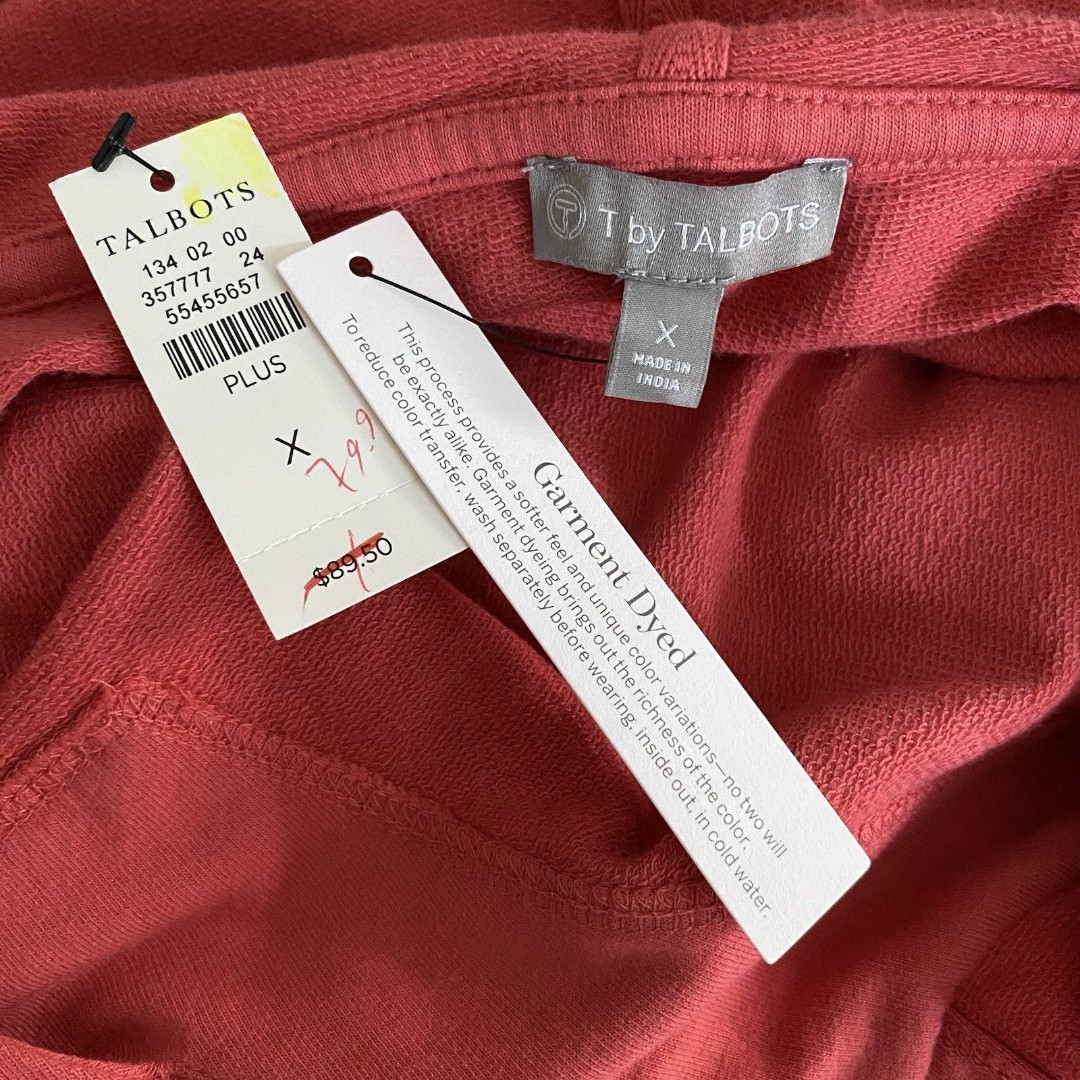 TALBOTS
134 02 00
357777 24
55455657
PLUS
X
$89.50
T by TALBOTS
X
MADE IN
INDIA
Garment Dyed
This process provides a softer feel and unique color variations—no two will
be exactly alike. Garment dyeing brings out the richness of the color.
To reduce color transfer, wash separately before wearing, inside out, in cold water.